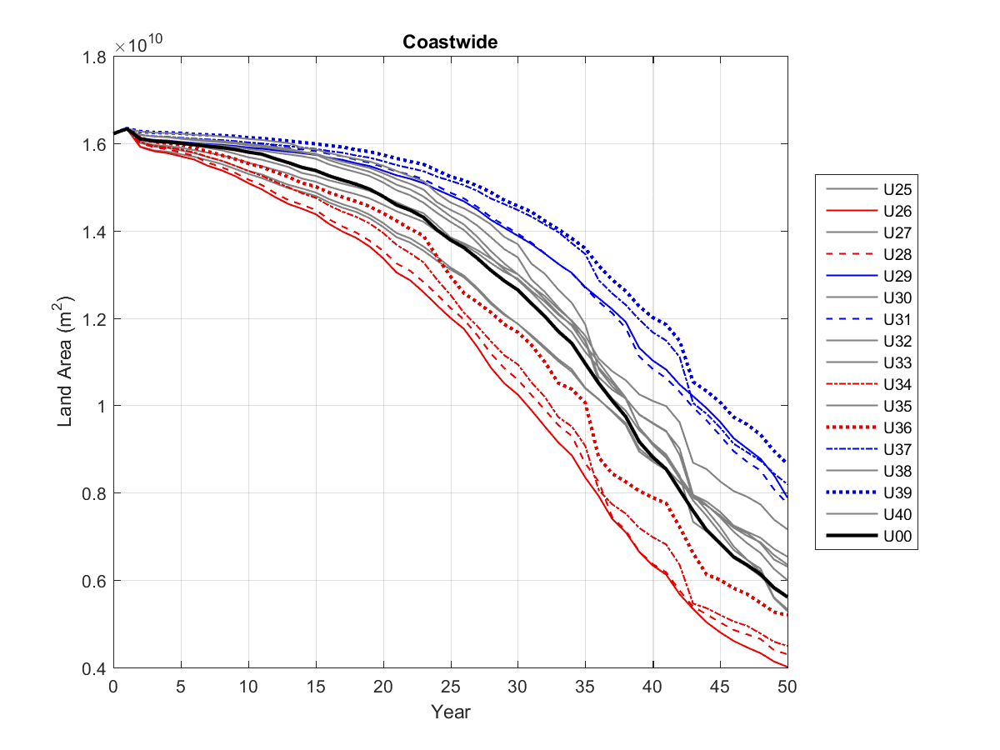 Coastwide
×10^10
1.8
1.6
1.4
1.2
1
0.8
0.6
0.4
Land Area (m²)
0 5 10 15 20 25 30 35 40 45 50
Year
U25
U26
U27
U28
U29
U30
U31
U32
U33
U34
U35
U36
U37
U38
U39
U40
U00